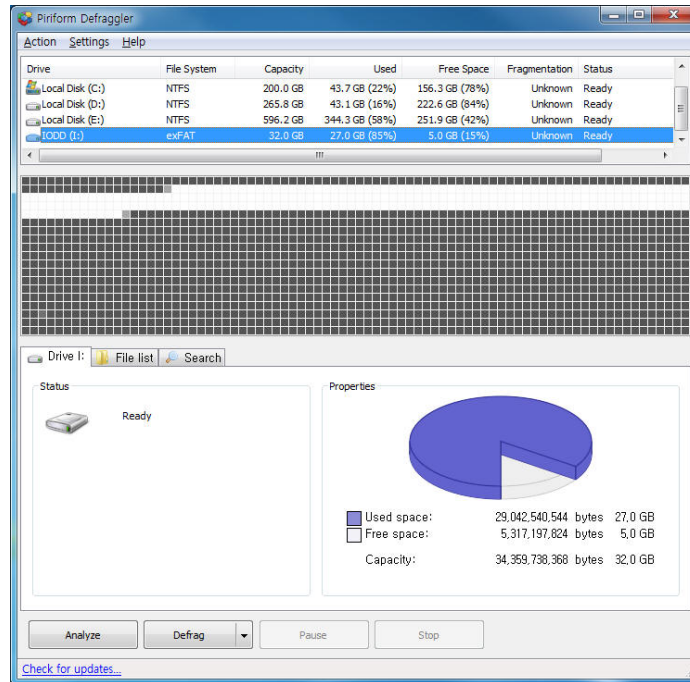 Piriform Defraggler
Action Settings Help
Drive File System Capacity Used Free Space Fragmentation Status
Local Disk (C:) NTFS 200.0 GB 43.7 GB (22%) 156.3 GB (78%) Unknown Ready
Local Disk (D:) NTFS 265.8 GB 43.1 GB (16%) 222.6 GB (84%) Unknown Ready
Local Disk (E:) NTFS 596.2 GB 344.3 GB (58%) 251.9 GB (42%) Unknown Ready
IODD (I:) exFAT 32.0 GB 27.0 GB (85%) 5.0 GB (15%) Unknown Ready
Drive I: File list Search
Status
Ready
Properties
Used space: 29,042,540,544 bytes 27,0 GB
Free space: 5,317,197,824 bytes 5,0 GB
Capacity: 34,359,738,368 bytes 32,0 GB
Analyze Defrag Pause Stop
Check for updates...